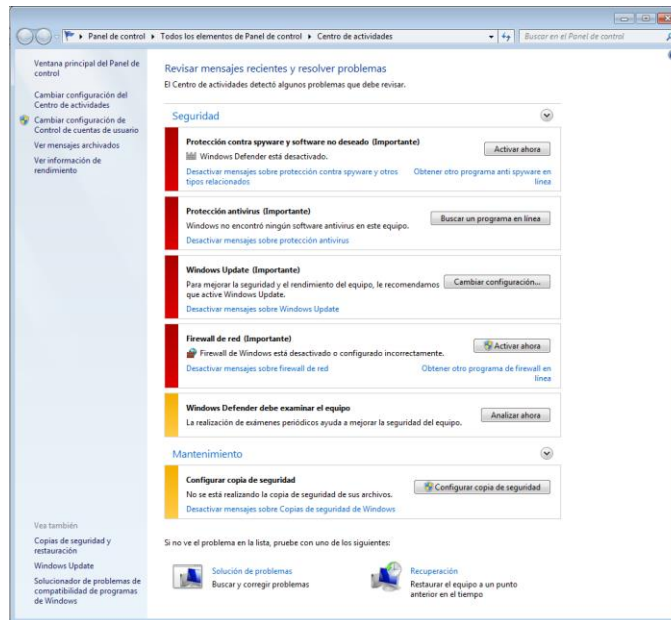 Panel de control ▸ Todos los elementos de Panel de control ▸ Centro de actividades
Buscar en el Panel de control
Ventana principal del Panel de
control
Cambiar configuración del
Centro de actividades
Cambiar configuración de
Control de cuentas de usuario
Ver mensajes archivados
Ver información de
rendimiento
Vea también
Copias de seguridad y
restauración
Windows Update
Solucionador de problemas de
compatibilidad de programas
de Windows
Revisar mensajes recientes y resolver problemas
El Centro de actividades detectó algunos problemas que debe revisar.
Seguridad
Protección contra spyware y software no deseado (Importante)
Windows Defender está desactivado.
Activar ahora
Desactivar mensajes sobre protección contra spyware y otros
tipos relacionados
Obtener otro programa anti spyware en
línea
Protección antivirus (Importante)
Windows no encontró ningún software antivirus en este equipo.
Buscar un programa en línea
Desactivar mensajes sobre protección antivirus
Windows Update (Importante)
Para mejorar la seguridad y el rendimiento del equipo, le recomendamos
que active Windows Update.
Cambiar configuración...
Desactivar mensajes sobre Windows Update
Firewall de red (Importante)
Firewall de Windows está desactivado o configurado incorrectamente.
Activar ahora
Desactivar mensajes sobre firewall de red
Obtener otro programa de firewall en
línea
Windows Defender debe examinar el equipo
La realización de exámenes periódicos ayuda a mejorar la seguridad del equipo.
Analizar ahora
Mantenimiento
Configurar copia de seguridad
No se está realizando la copia de seguridad de sus archivos.
Configurar copia de seguridad
Desactivar mensajes sobre Copias de seguridad de Windows
Si no ve el problema en la lista, pruebe con uno de los siguientes:
Solución de problemas
Buscar y corregir problemas
Recuperación
Restaurar el equipo a un punto
anterior en el tiempo